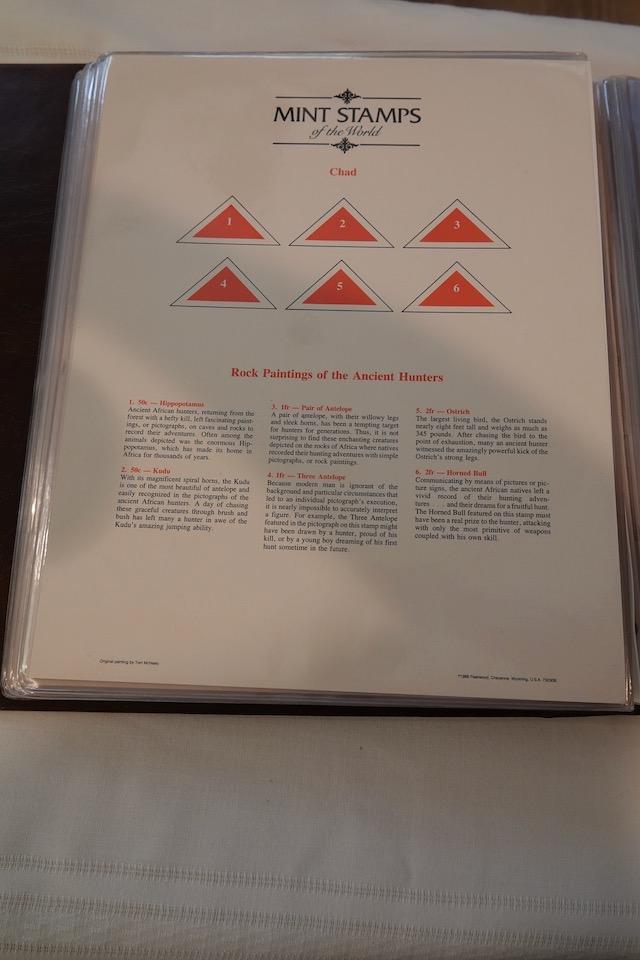 MINT STAMPS
of the World
Chad
1
2
3
4
5
6
Rock Paintings of the Ancient Hunters
1. 50c — Hippopotamus
Ancient African hunters, returning from the
forest with a hefty kill, left fascinating paint-
ings, or pictographs, on caves and rocks to
record their adventures. Often among the
animals depicted was the enormous Hip-
popotamus, which has made its home in
Africa for thousands of years.
2. 50c — Kudu
With its magnificent spiral horns, the Kudu
is one of the most beautiful of antelope and
easily recognized in the pictographs of the
ancient African hunters. A day of chasing
these graceful creatures through brush and
bush has left many a hunter in awe of the
Kudu's amazing jumping ability.
3. 1fr — Pair of Antelope
A pair of antelope, with their willowy legs
and sleek horns, has been a tempting target
for hunters for generations. Thus, it is not
surprising to find these enchanting creatures
depicted on the rocks of Africa where natives
recorded their hunting adventures with simple
pictographs, or rock paintings.
4. 1fr — Three Antelope
Because modern man is ignorant of the
background and particular circumstances that
led to an individual pictograph's execution,
it is nearly impossible to accurately interpret
a figure. For example, the Three Antelope
featured in the pictograph on this stamp might
have been drawn by a hunter, proud of his
kill, or by a young boy dreaming of his first
hunt sometime in the future.
5. 2fr — Ostrich
The largest living bird, the Ostrich stands
nearly eight feet tall and weighs as much as
345 pounds. After chasing the bird to the
point of exhaustion, many an ancient hunter
witnessed the amazingly powerful kick of the
Ostrich's strong legs.
6. 2fr — Horned Bull
Communicating by means of pictures or pic-
ture signs, the ancient African natives left a
vivid record of their hunting adven-
tures . . . and their dreams for a fruitful hunt.
The Horned Bull featured on this stamp must
have been a real prize to the hunter, attacking
with only the most primitive of weapons
coupled with his own skill.
Original painting by Tom McNeely
Fleetwood, Cheyenne, Wyoming, U.S.A.